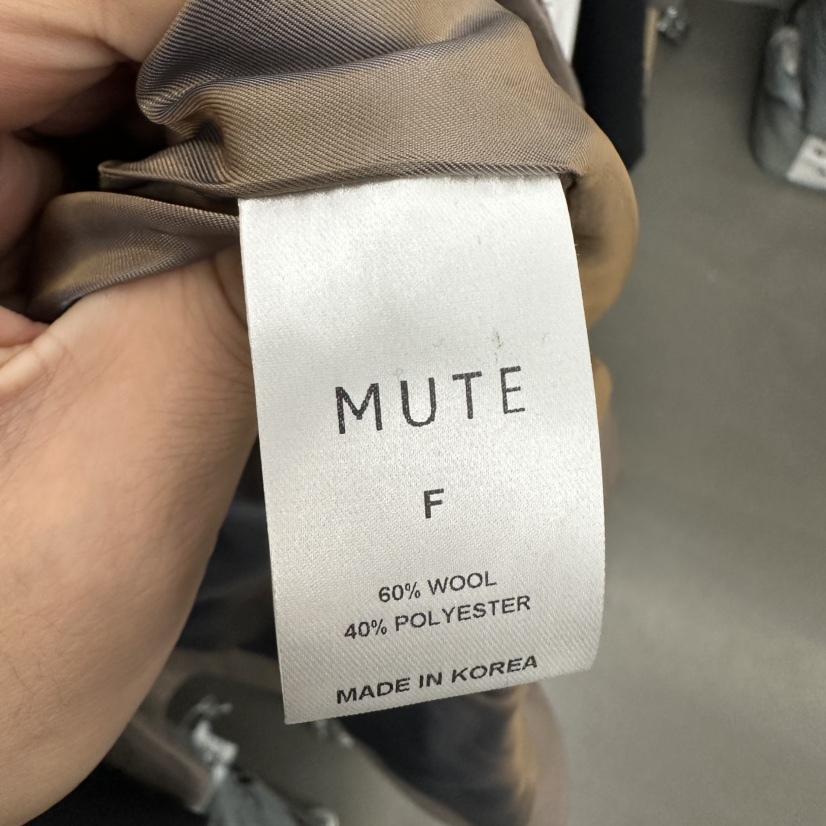 MUTE
F
60% WOOL
40% POLYESTER
MADE IN KOREA